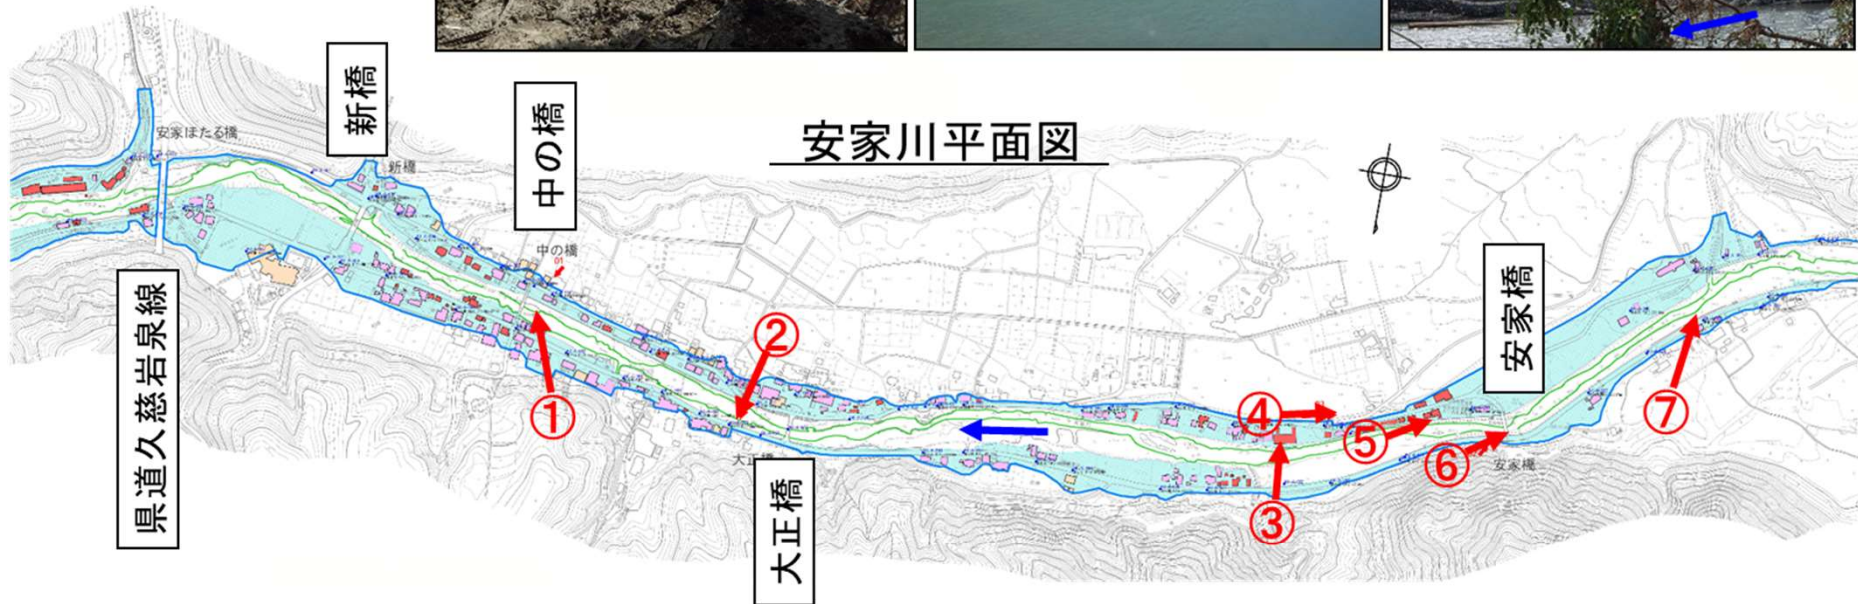 安家川平面図
新橋
中の橋
県道久慈岩泉線
大正橋
安家橋
安家ほたる橋
新橋
中の橋
大正橋
安家橋
①
②
③
④
⑤
⑥
⑦